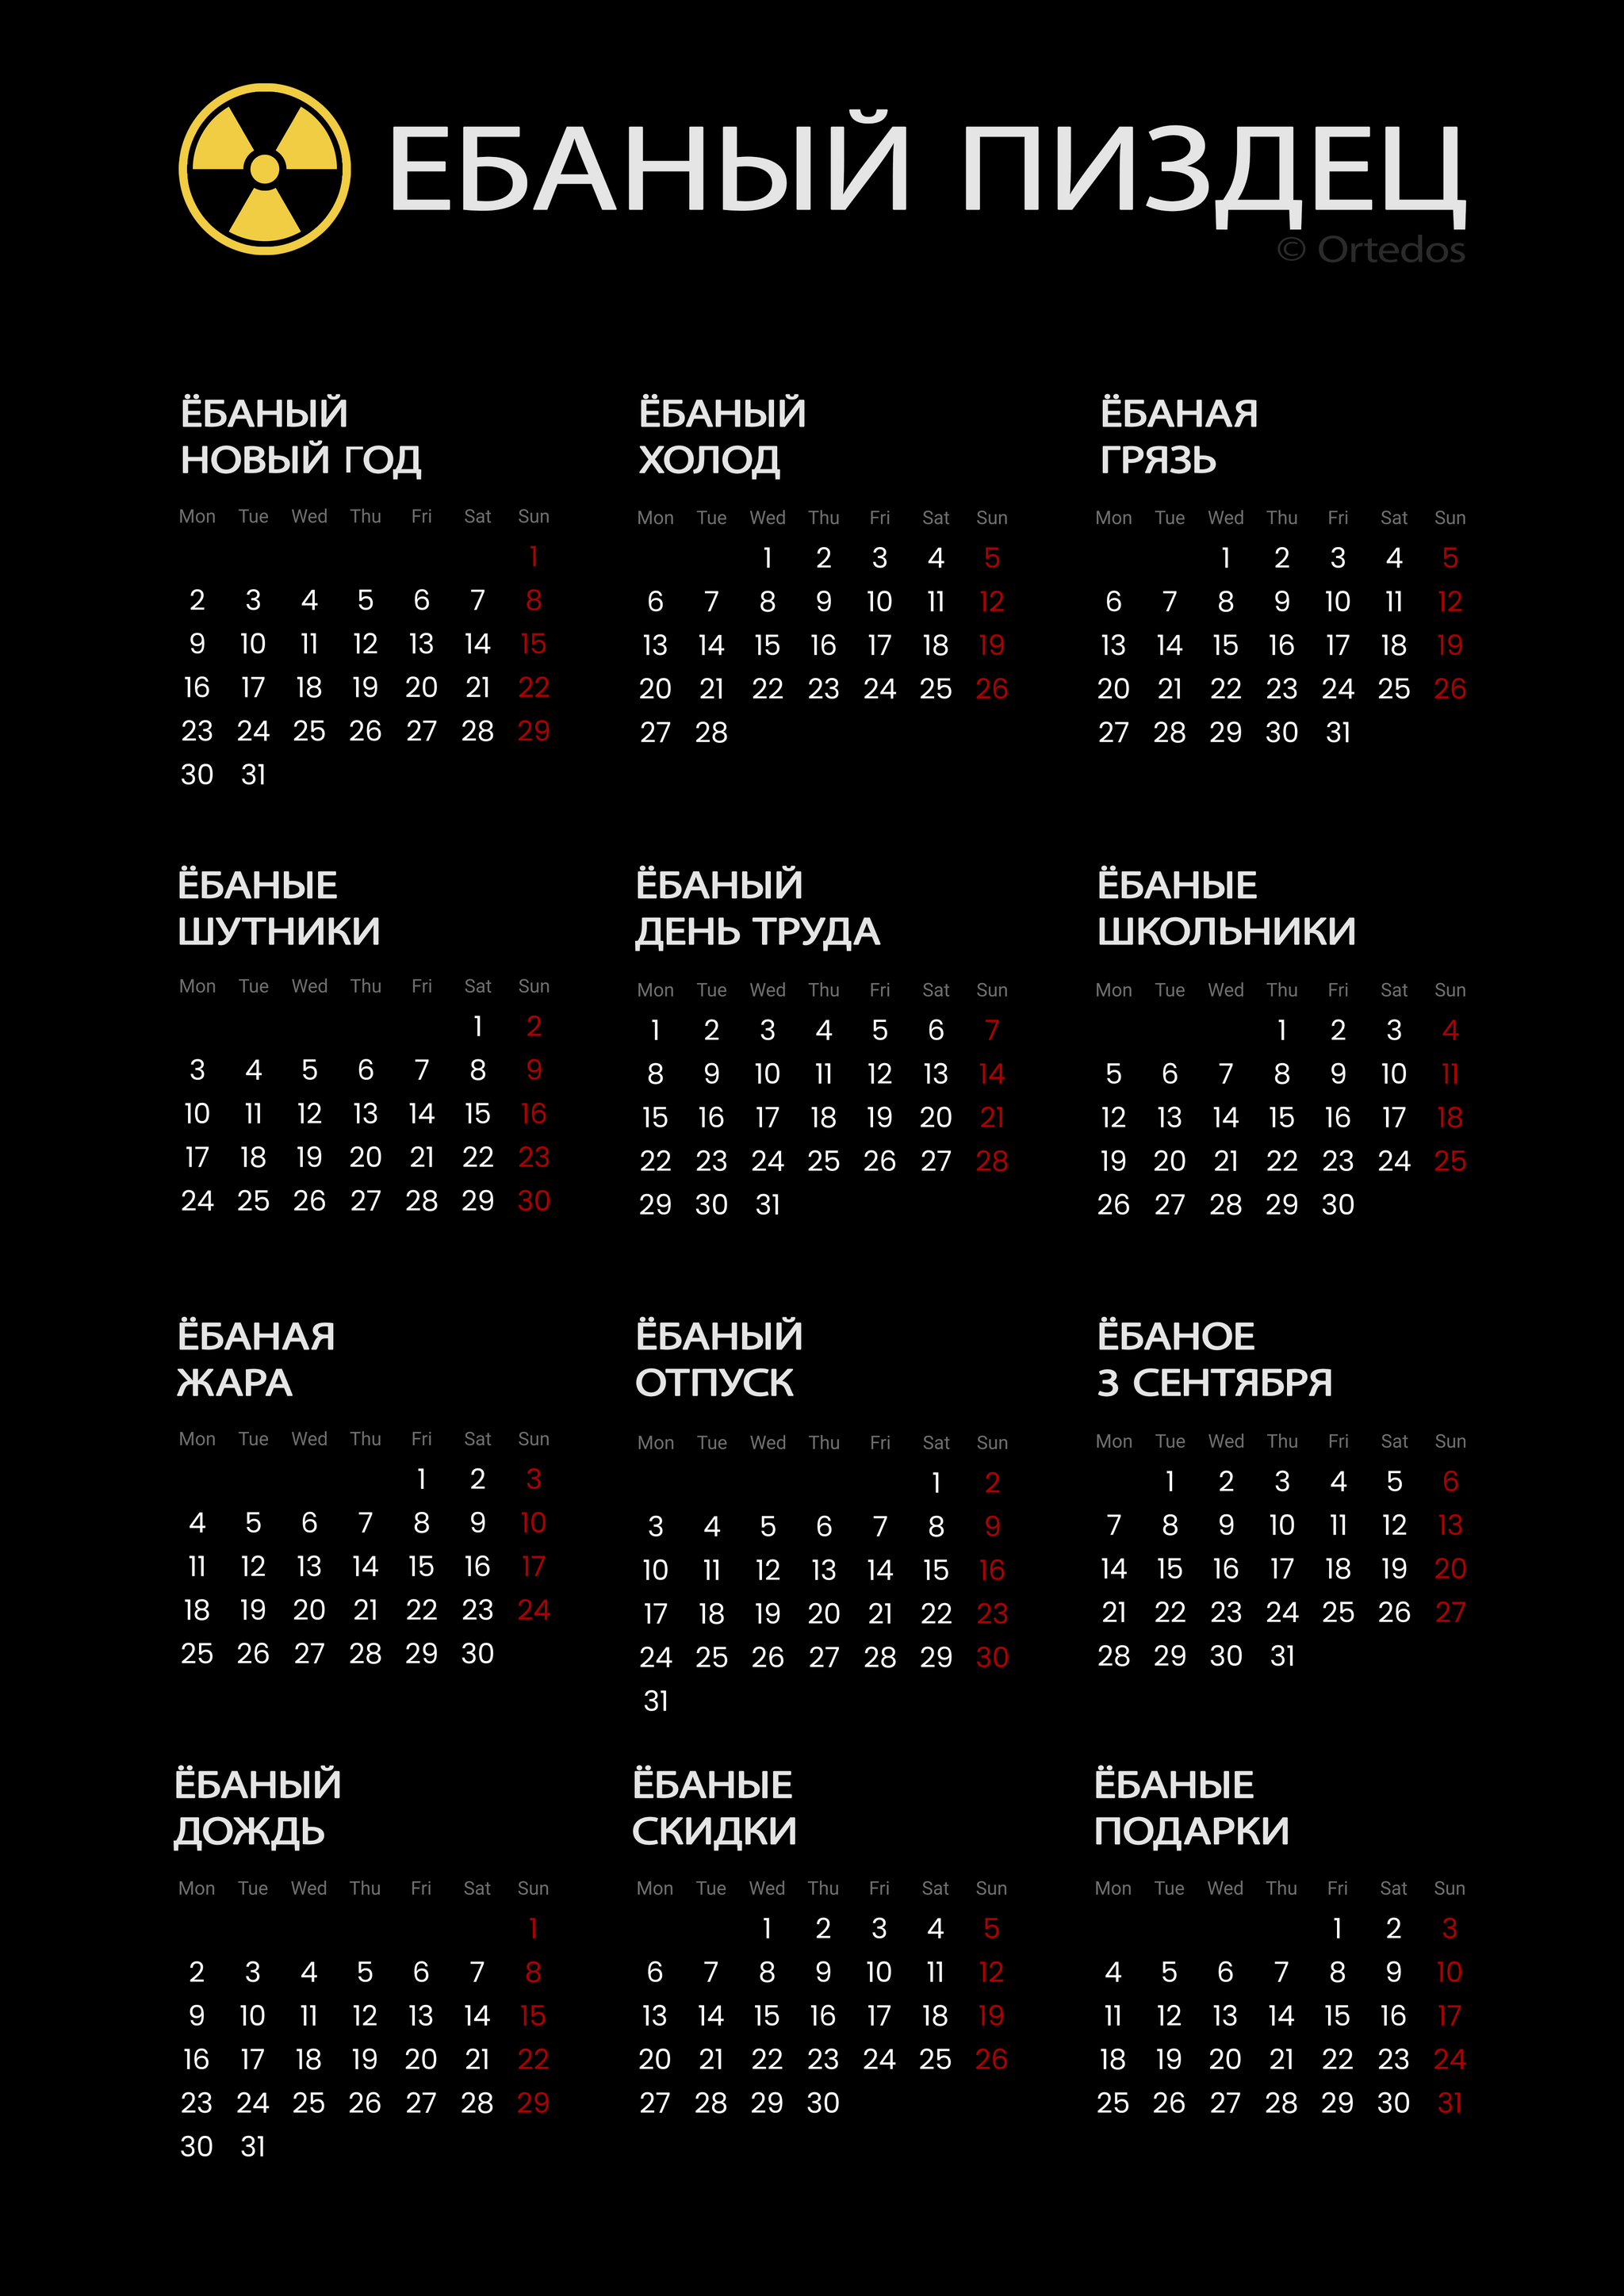 ЕБАНЫЙ ПИЗДЕЦ
© Ortedos
ЁБАНЫЙ
НОВЫЙ ГОД
Mon Tue Wed Thu Fri Sat Sun
1
2 3 4 5 6 7 8
9 10 11 12 13 14 15
16 17 18 19 20 21 22
23 24 25 26 27 28 29
30 31
ЁБАНЫЙ
ХОЛОД
Mon Tue Wed Thu Fri Sat Sun
1 2 3 4 5
6 7 8 9 10 11 12
13 14 15 16 17 18 19
20 21 22 23 24 25 26
27 28
ЁБАНАЯ
ГРЯЗЬ
Mon Tue Wed Thu Fri Sat Sun
1 2 3 4 5
6 7 8 9 10 11 12
13 14 15 16 17 18 19
20 21 22 23 24 25 26
27 28 29 30 31
ЁБАНЫЕ
ШУТНИКИ
Mon Tue Wed Thu Fri Sat Sun
1 2
3 4 5 6 7 8 9
10 11 12 13 14 15 16
17 18 19 20 21 22 23
24 25 26 27 28 29 30
ЁБАНЫЙ
ДЕНЬ ТРУДА
Mon Tue Wed Thu Fri Sat Sun
1 2 3 4 5 6 7
8 9 10 11 12 13 14
15 16 17 18 19 20 21
22 23 24 25 26 27 28
29 30 31
ЁБАНЫЕ
ШКОЛЬНИКИ
Mon Tue Wed Thu Fri Sat Sun
1 2 3 4
5 6 7 8 9 10 11
12 13 14 15 16 17 18
19 20 21 22 23 24 25
26 27 28 29 30
ЁБАНАЯ
ЖАРА
Mon Tue Wed Thu Fri Sat Sun
1 2 3
4 5 6 7 8 9 10
11 12 13 14 15 16 17
18 19 20 21 22 23 24
25 26 27 28 29 30
ЁБАНЫЙ
ОТПУСК
Mon Tue Wed Thu Fri Sat Sun
1 2
3 4 5 6 7 8 9
10 11 12 13 14 15 16
17 18 19 20 21 22 23
24 25 26 27 28 29 30
31
ЁБАНОЕ
3 СЕНТЯБРЯ
Mon Tue Wed Thu Fri Sat Sun
1 2 3 4 5 6
7 8 9 10 11 12 13
14 15 16 17 18 19 20
21 22 23 24 25 26 27
28 29 30 31
ЁБАНЫЙ
ДОЖДЬ
Mon Tue Wed Thu Fri Sat Sun
1
2 3 4 5 6 7 8
9 10 11 12 13 14 15
16 17 18 19 20 21 22
23 24 25 26 27 28 29
30 31
ЁБАНЫЕ
СКИДКИ
Mon Tue Wed Thu Fri Sat Sun
1 2 3 4 5
6 7 8 9 10 11 12
13 14 15 16 17 18 19
20 21 22 23 24 25 26
27 28 29 30
ЁБАНЫЕ
ПОДАРКИ
Mon Tue Wed Thu Fri Sat Sun
1 2 3
4 5 6 7 8 9 10
11 12 13 14 15 16 17
18 19 20 21 22 23 24
25 26 27 28 29 30 31